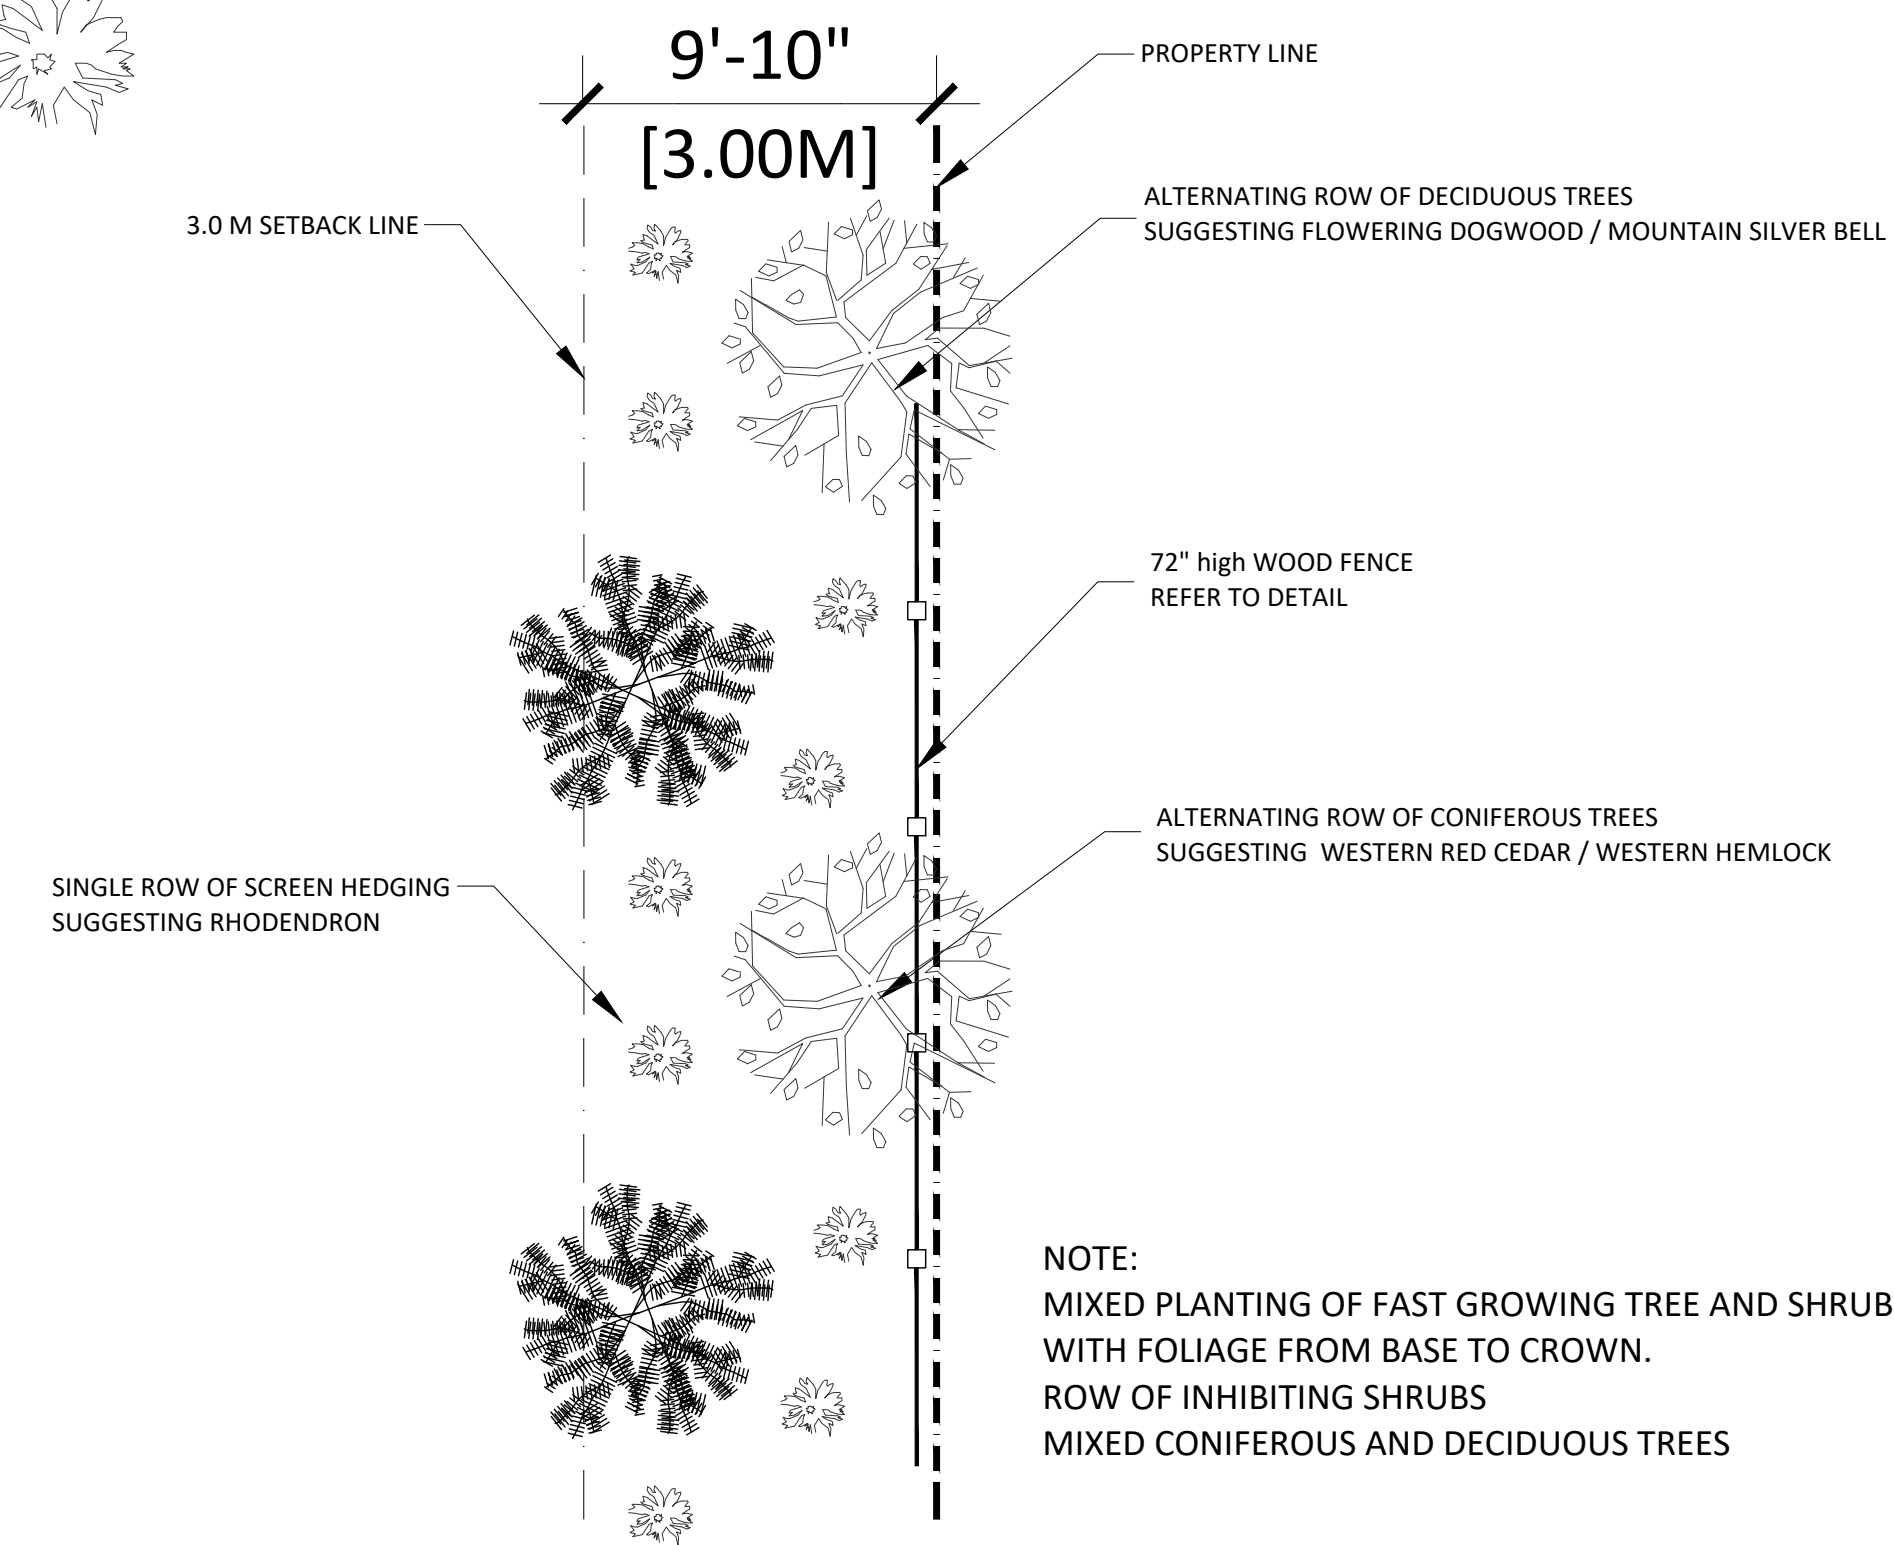 9'-10"
[3.00M]
PROPERTY LINE
ALTERNATING ROW OF DECIDUOUS TREES
SUGGESTING FLOWERING DOGWOOD / MOUNTAIN SILVER BELL
3.0 M SETBACK LINE
72" high WOOD FENCE
REFER TO DETAIL
ALTERNATING ROW OF CONIFEROUS TREES
SUGGESTING WESTERN RED CEDAR / WESTERN HEMLOCK
SINGLE ROW OF SCREEN HEDGING
SUGGESTING RHODENDRON
NOTE:
MIXED PLANTING OF FAST GROWING TREE AND SHRUB
WITH FOLIAGE FROM BASE TO CROWN.
ROW OF INHIBITING SHRUBS
MIXED CONIFEROUS AND DECIDUOUS TREES